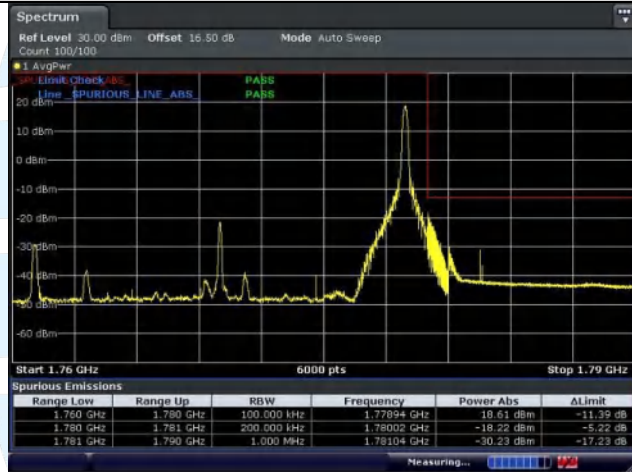 Spectrum
Ref Level 30.00 dBm Offset 16.50 dB Mode Auto Sweep
Count 100/100
1 AvgPwr
Limit Check PASS
Line _SPURIOUS_LINE_ABS_ PASS
20 dBm
10 dBm
0 dBm
-10 dBm
-20 dBm
-30 dBm
-40 dBm
-50 dBm
-60 dBm
Start 1.76 GHz 6000 pts Stop 1.79 GHz
Spurious Emissions
Range Low Range Up RBW Frequency Power Abs ΔLimit
1.760 GHz 1.780 GHz 100.000 kHz 1.77894 GHz 18.61 dBm -11.39 dB
1.780 GHz 1.781 GHz 200.000 kHz 1.78002 GHz -18.22 dBm -5.22 dB
1.781 GHz 1.790 GHz 1.000 MHz 1.78104 GHz -30.23 dBm -17.23 dB
Measuring...